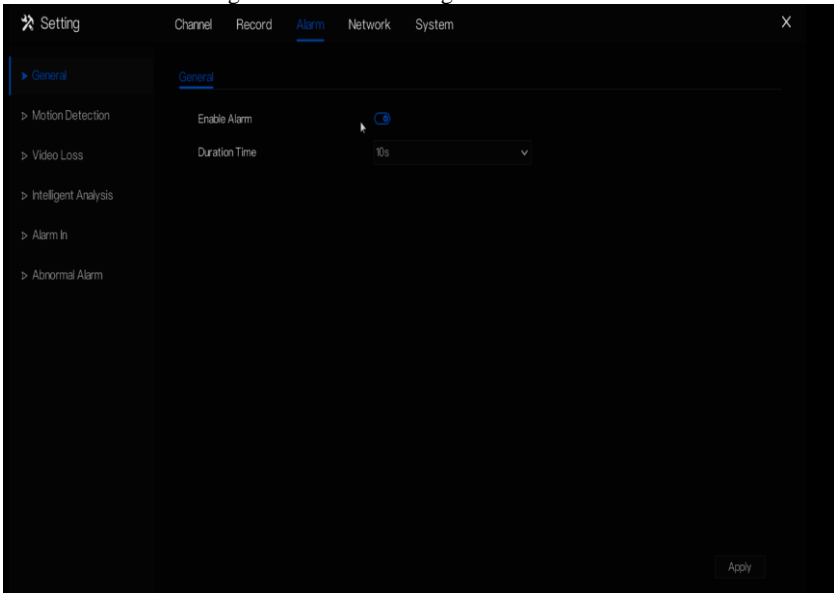 Setting
Channel Record Alarm Network System X
General
Motion Detection
Video Loss
Intelligent Analysis
Alarm In
Abnormal Alarm
General
Enable Alarm
Duration Time 10s
Apply